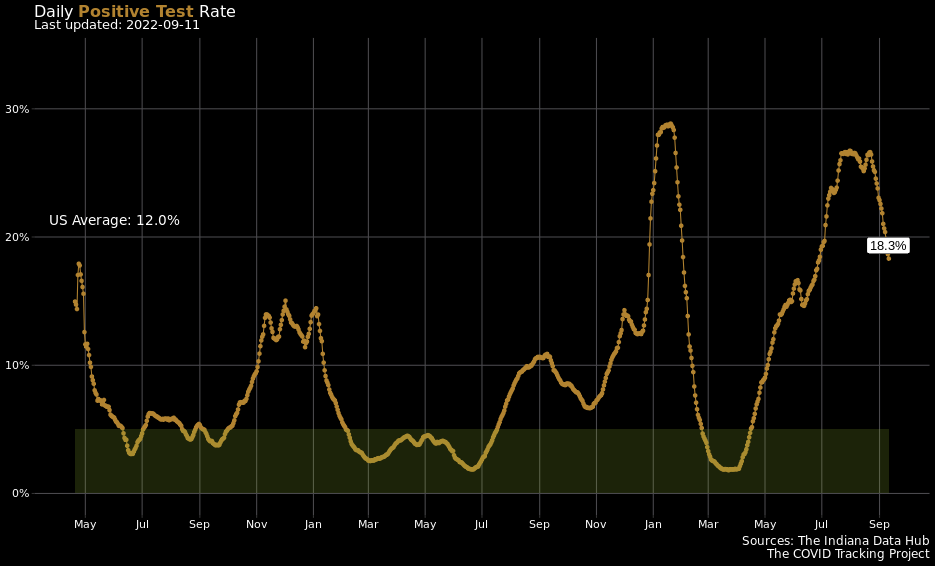 Daily Positive Test Rate
Last updated: 2022-09-11
30%
US Average: 12.0%
20%
18.3%
10%
0%
May Jul Sep Nov Jan Mar May Jul Sep Nov Jan Mar May Jul Sep
Sources: The Indiana Data Hub
The COVID Tracking Project